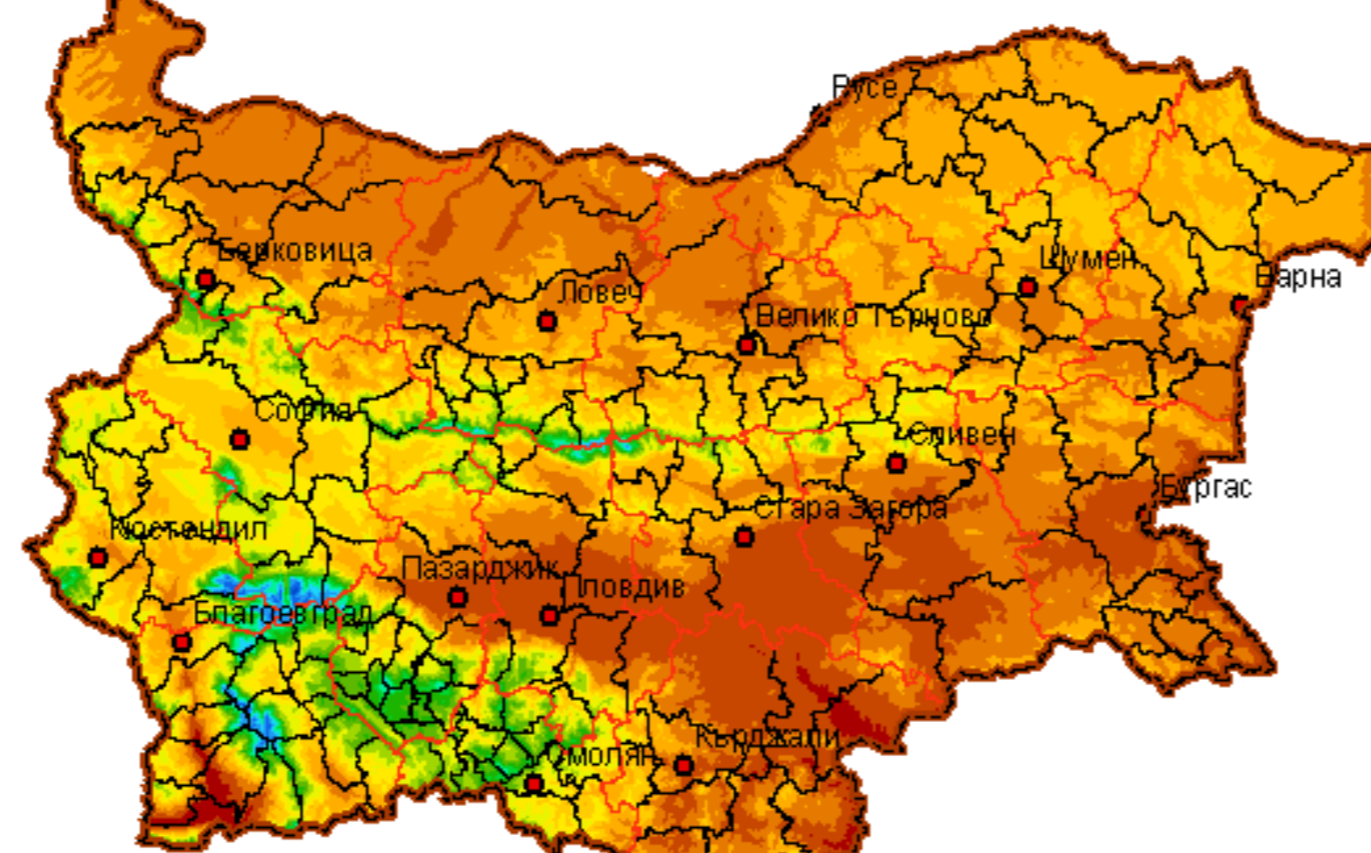 Русе
Берковица
Шумен
Варна
Ловеч
Велико Търново
София
Сливен
Бургас
Стара Загора
Кюстендил
Пазарджик
Пловдив
Благоевград
Кърджали
Смолян